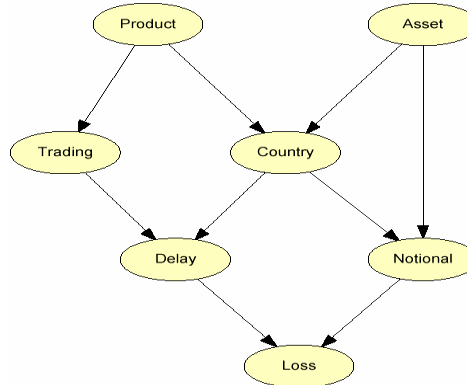 Product
Asset
Trading
Country
Delay
Notional
Loss